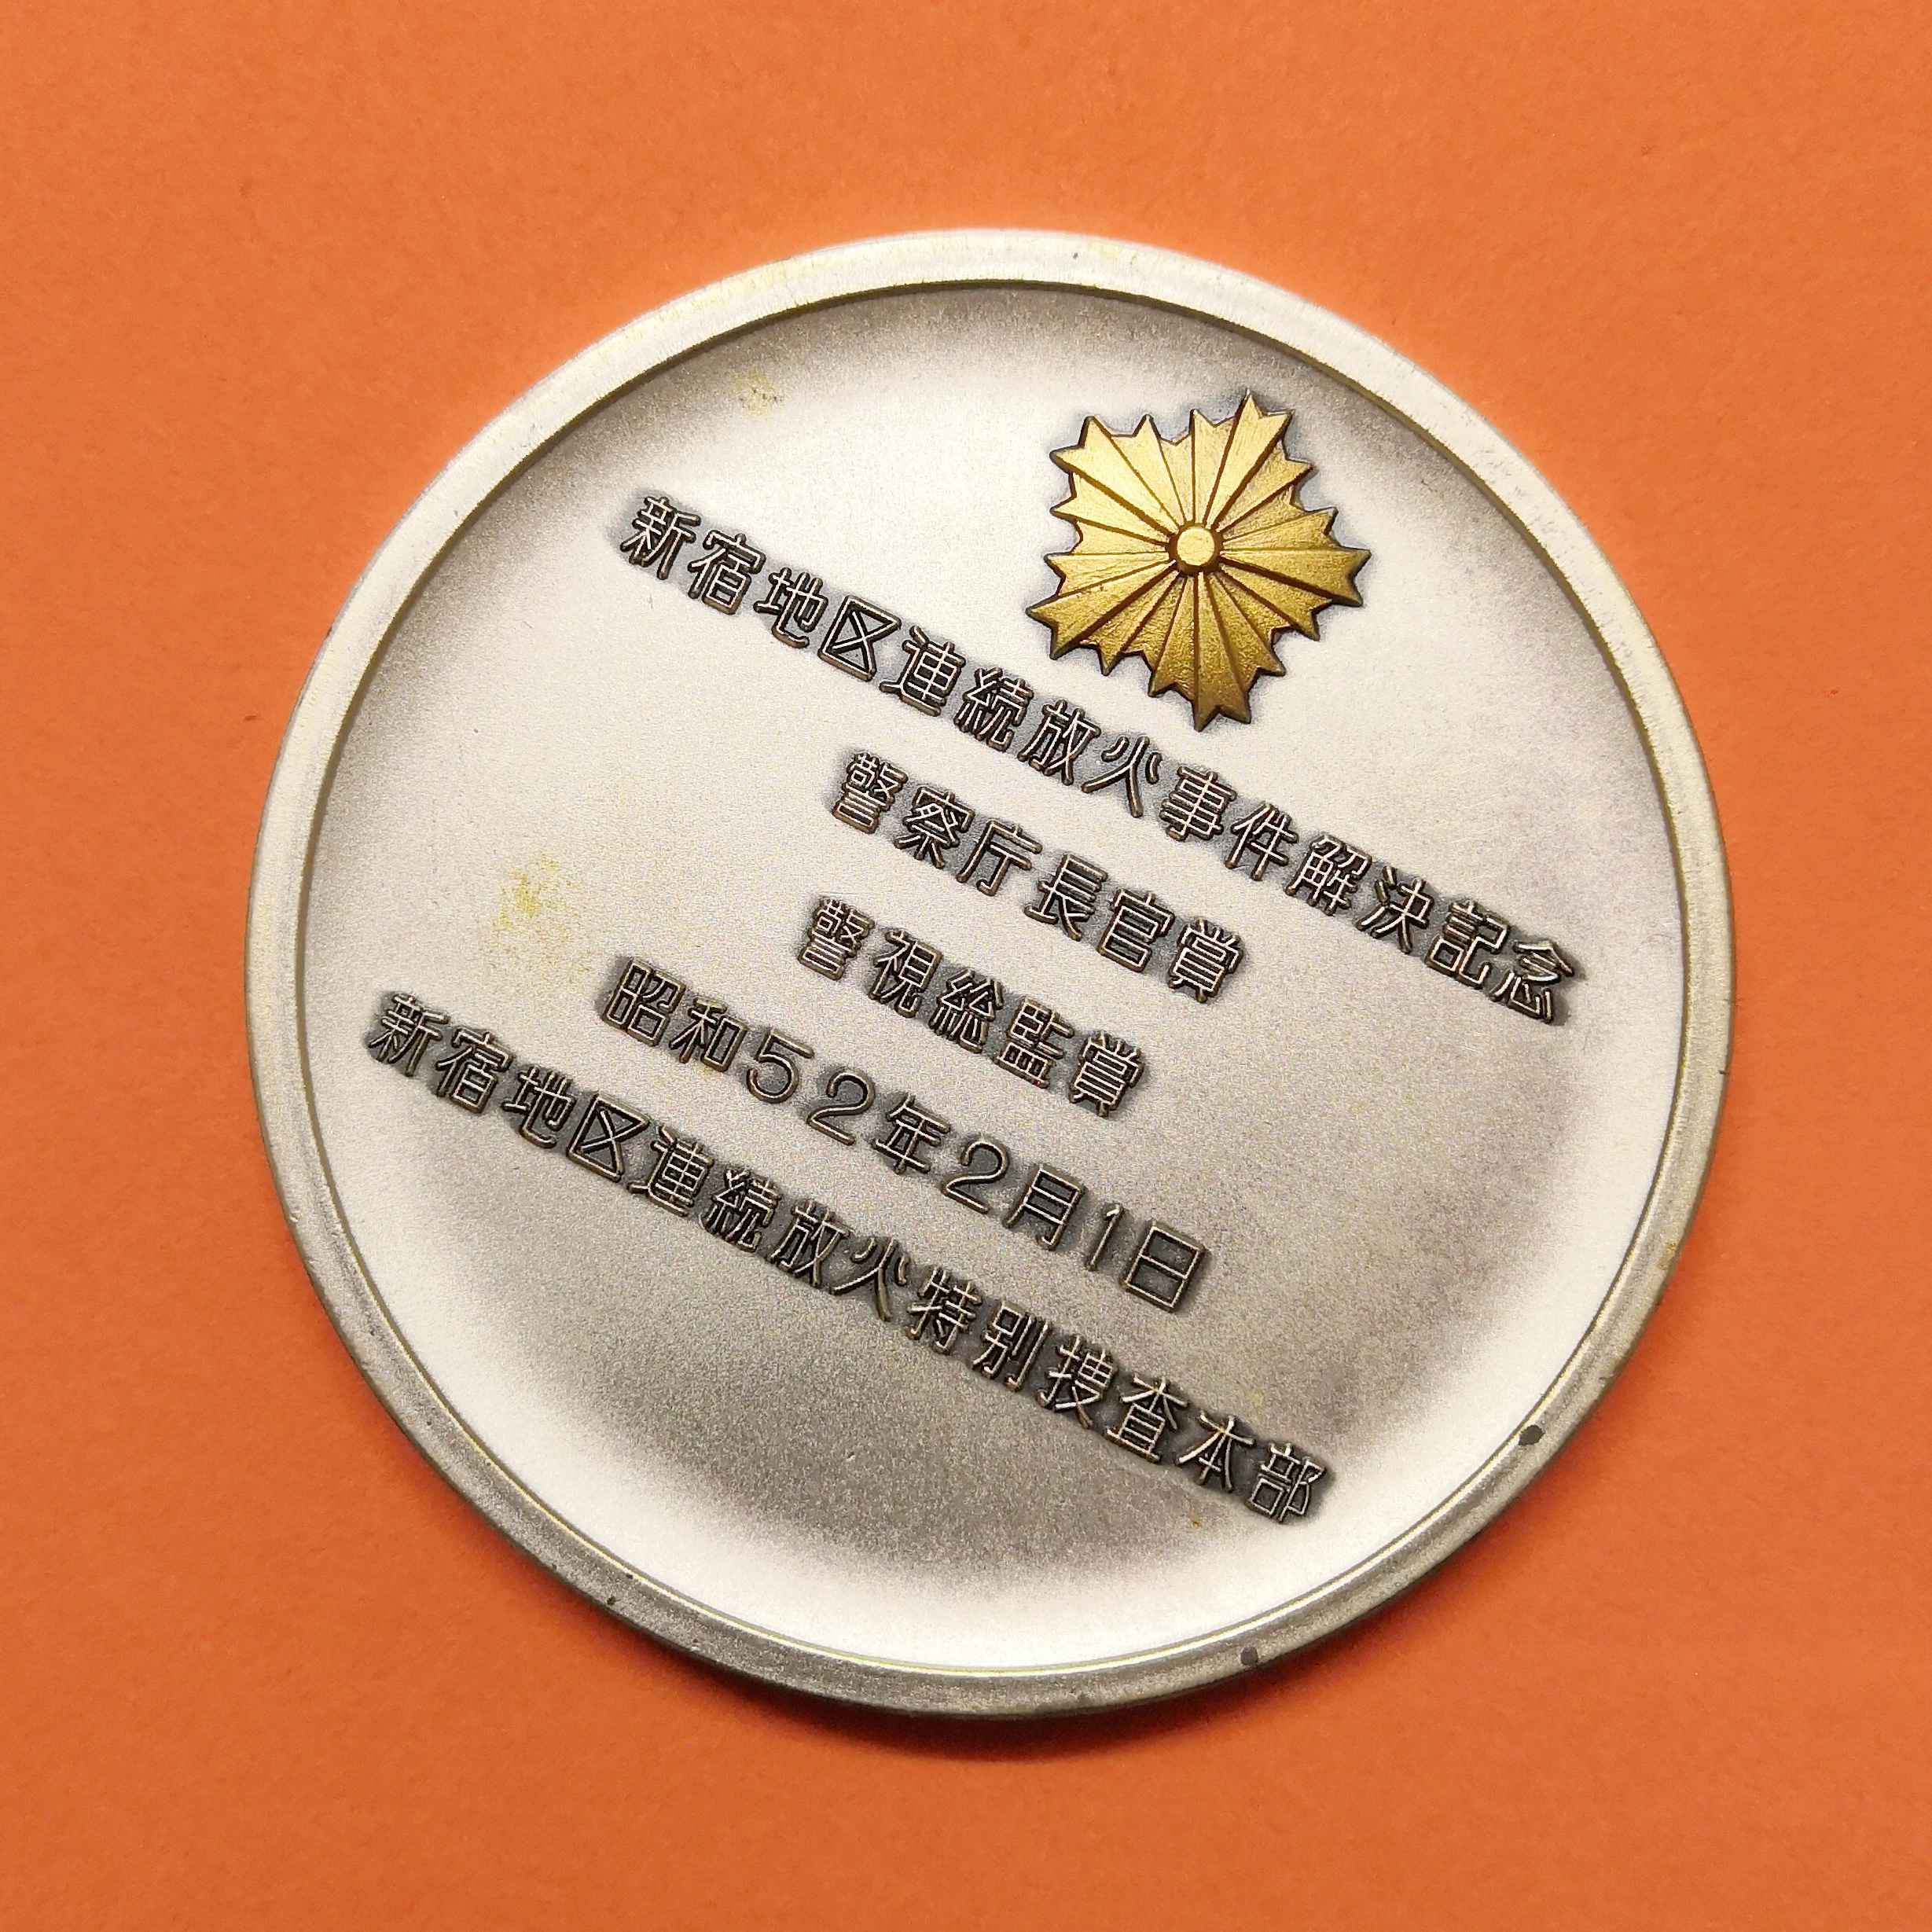 新宿地区連続放火事件解決記念
警察庁長官賞
警視総監賞
昭和52年2月1日
新宿地区連続放火特別捜査本部